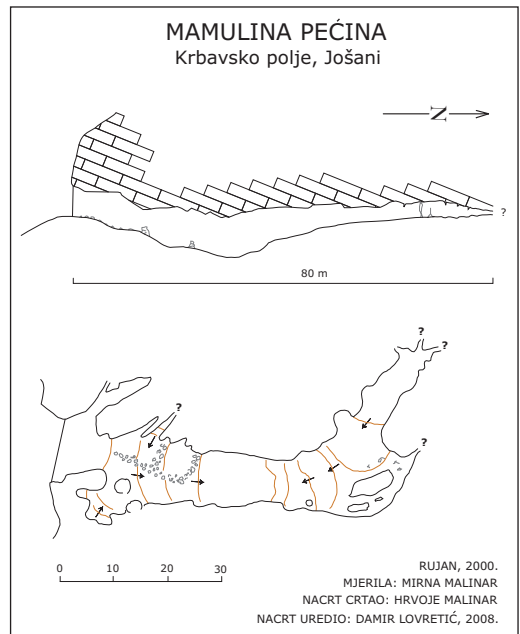 MAMULINA PEĆINA
Krbavsko polje, Jošani
N
?
80 m
?
?
?
?
0 10 20 30
RUJAN, 2000.
MJERILA: MIRNA MALINAR
NACRT CRTAO: HRVOJE MALINAR
NACRT UREDIO: DAMIR LOVRETIĆ, 2008.